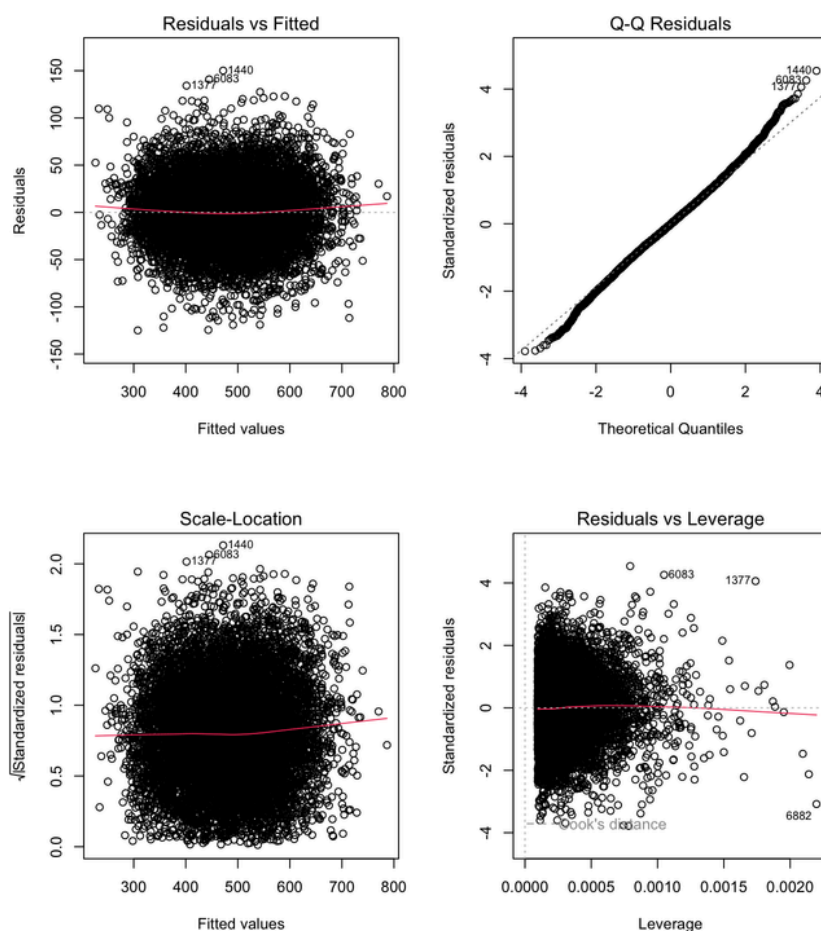 Residuals vs Fitted
Residuals
150
100
50
0
-50
-100
-150
1440
6083
1377
300 400 500 600 700 800
Fitted values
Q-Q Residuals
Standardized residuals
4
2
0
-2
-4
1440
6083
1377
-4 -2 0 2 4
Theoretical Quantiles
Scale-Location
√|Standardized residuals|
2.0
1.5
1.0
0.5
0.0
1440
6083
1377
300 400 500 600 700 800
Fitted values
Residuals vs Leverage
Standardized residuals
4
2
0
-2
-4
6083
1377
6882
Cook's distance
0.0000 0.0005 0.0010 0.0015 0.0020
Leverage